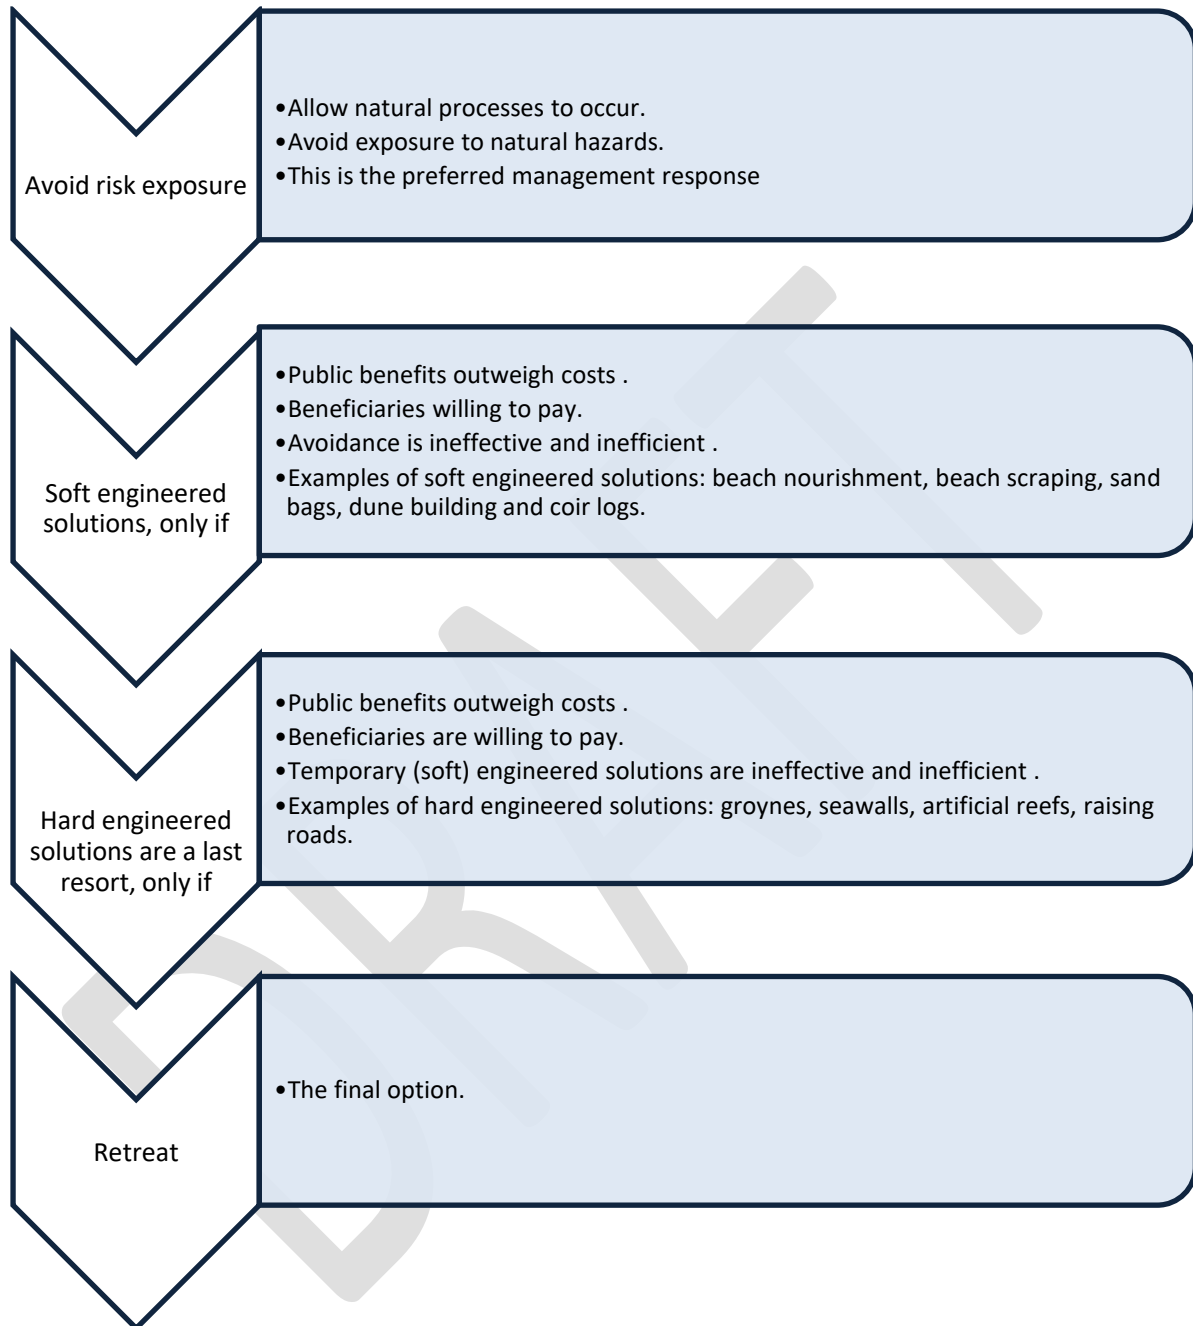 Avoid risk exposure
•Allow natural processes to occur.
•Avoid exposure to natural hazards.
•This is the preferred management response
Soft engineered
solutions, only if
•Public benefits outweigh costs .
•Beneficiaries willing to pay.
•Avoidance is ineffective and inefficient .
•Examples of soft engineered solutions: beach nourishment, beach scraping, sand
bags, dune building and coir logs.
Hard engineered
solutions are a last
resort, only if
•Public benefits outweigh costs .
•Beneficiaries are willing to pay.
•Temporary (soft) engineered solutions are ineffective and inefficient .
•Examples of hard engineered solutions: groynes, seawalls, artificial reefs, raising
roads.
Retreat
•The final option.
DRAFT